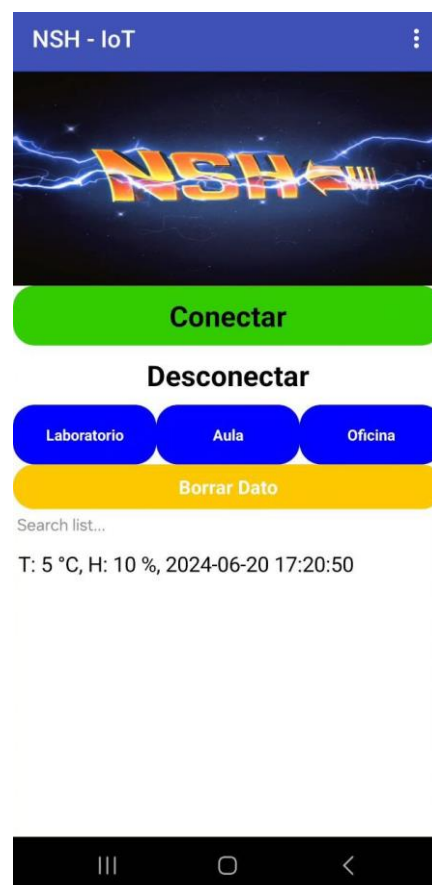 NSH - IoT
NSH
Conectar
Desconectar
Laboratorio Aula Oficina
Borrar Dato
Search list...
T: 5 °C, H: 10 %, 2024-06-20 17:20:50